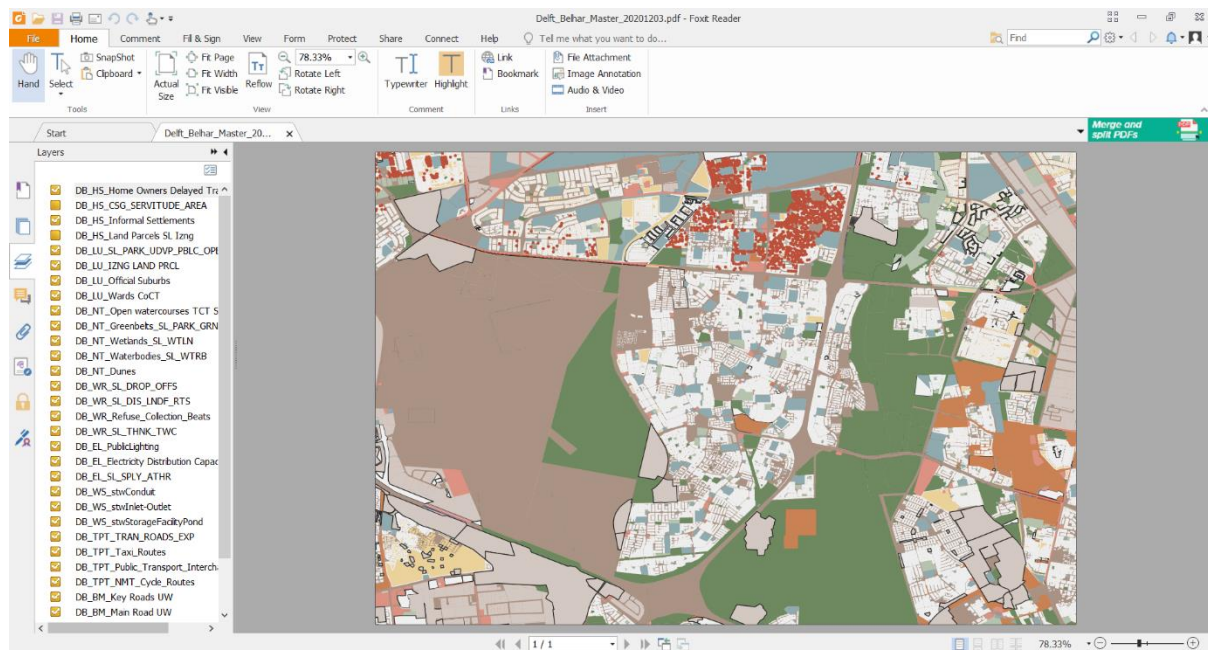 Delft_Belhar_Master_20201203.pdf - Foxit Reader
File Home Comment Fill & Sign View Form Protect Share Connect Help Tell me what you want to do... Find
Hand
Select
SnapShot
Clipboard
Tools
Actual Size
Fit Page
Fit Width
Fit Visible
Reflow
78.33%
Rotate Left
Rotate Right
View
Typewriter
Highlight
Comment
Link
Bookmark
Links
File Attachment
Image Annotation
Audio & Video
Insert
Start
Delft_Belhar_Master_20...
Merge and
split PDFs
Layers
DB_HS_Home Owners Delayed Tra
DB_HS_CSG_SERVITUDE_AREA
DB_HS_Informal Settlements
DB_HS_Land Parcels SL Izng
DB_LU_SL_PARK_UDVP_PBLC_OPE
DB_LU_IZNG LAND PRCL
DB_LU_Official Suburbs
DB_LU_Wards CoCT
DB_NT_Open watercourses TCT S
DB_NT_Greenbelts_SL_PARK_GRN
DB_NT_Wetlands_SL_WTLN
DB_NT_Waterbodes_SL_WTRB
DB_NT_Dunes
DB_WR_SL_DROP_OFFS
DB_WR_SL_DIS_LNDF_RTS
DB_WR_Refuse_Collection_Beats
DB_WR_SL_THNK_TWC
DB_EL_PublicLighting
DB_EL_Electricity Distribution Capac
DB_EL_SL_SPLY_ATHR
DB_WS_stwConduit
DB_WS_stwInlet-Outlet
DB_WS_stwStorageFacilityPond
DB_TPT_TRAN_ROADS_EXP
DB_TPT_Taxi_Routes
DB_TPT_Public_Transport_Interch
DB_TPT_NMT_Cycle_Routes
DB_BM_Key Roads UW
DB_BM_Main Road UW
1 / 1
78.33%